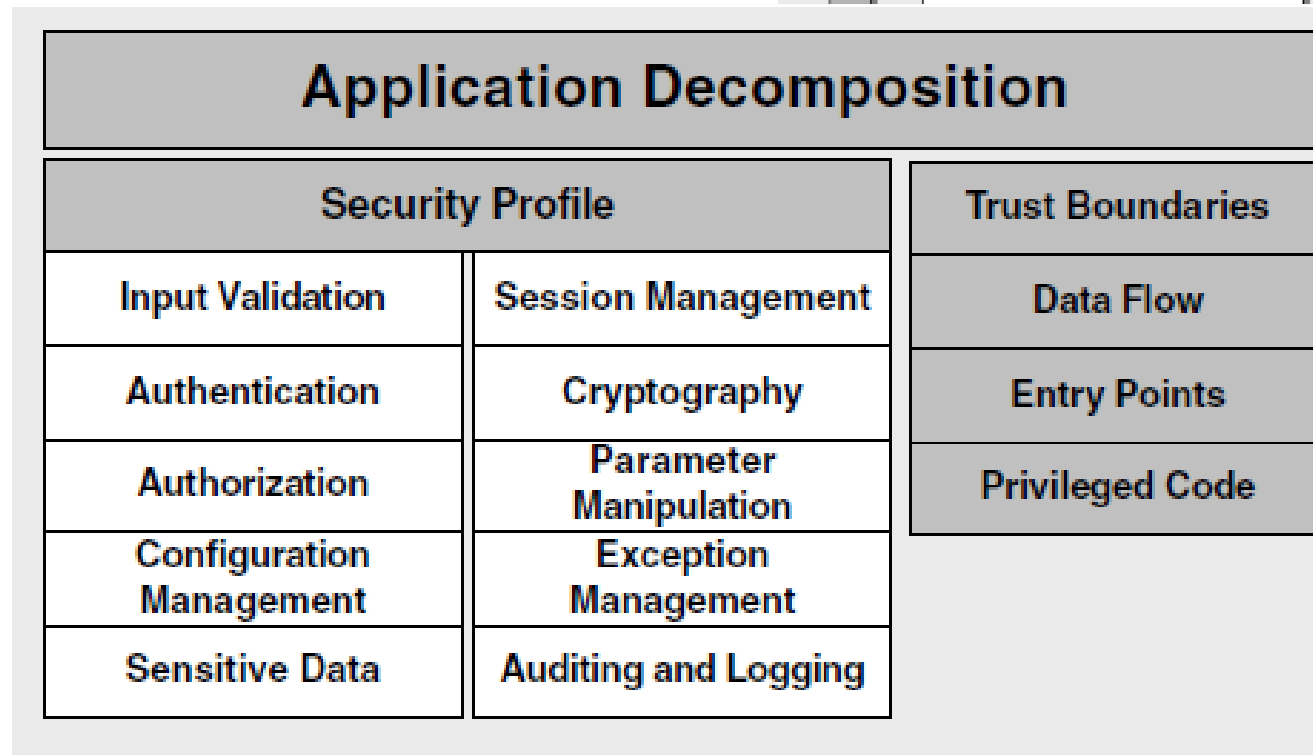 Application Decomposition
Security Profile
Input Validation
Session Management
Authentication
Cryptography
Authorization
Parameter
Manipulation
Configuration
Management
Exception
Management
Sensitive Data
Auditing and Logging
Trust Boundaries
Data Flow
Entry Points
Privileged Code